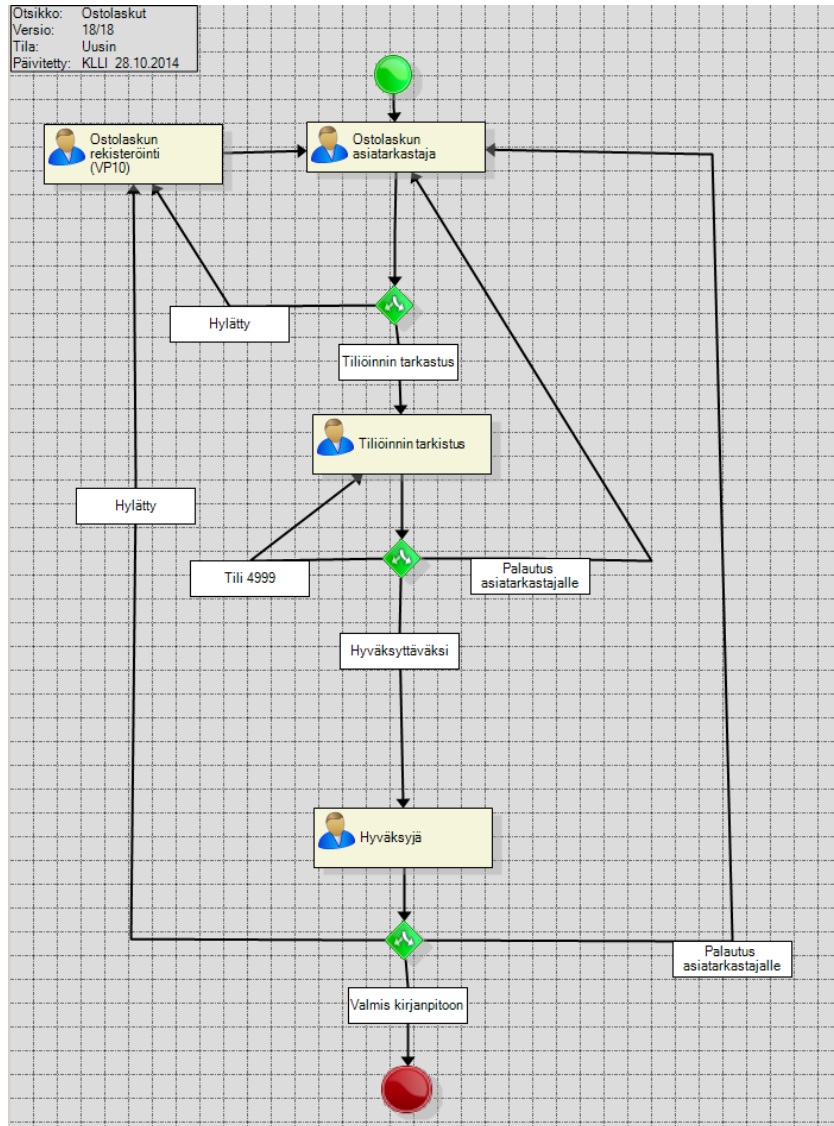 Otsikko: Ostolaskut
Versio: 18/18
Tila: Uusin
Päivitetty: KLLI 28.10.2014
Ostolaskun
rekisteröinti
(VP10)
Ostolaskun
asiatarkastaja
Hylätty
Tiliöinnin tarkastus
Tiliöinnin tarkistus
Hylätty
Tili 4999
Palautus
asiatarkastajalle
Hyväksyttäväksi
Hyväksyjä
Palautus
asiatarkastajalle
Valmis kirjanpitoon